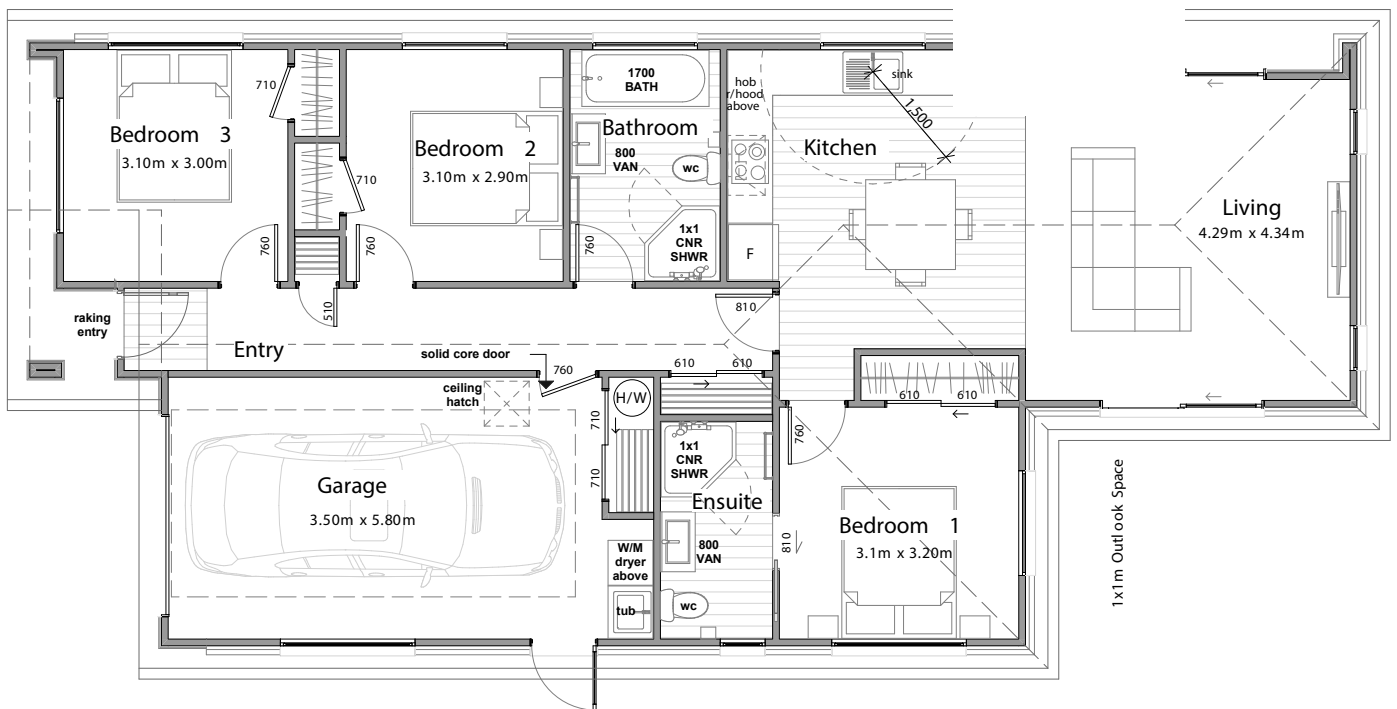 710
1700
BATH
hob
r/hood
above
sink
1,500
Bedroom 3
3.10m x 3.00m
Bedroom 2
3.10m x 2.90m
710
Bathroom
800
VAN
wc
Kitchen
Living
4.29m x 4.34m
1x1
CNR
SHWR
F
760
760
760
510
810
raking
entry
Entry
solid core door
760
610
610
ceiling
hatch
H/W
710
710
610
610
760
1x1
CNR
SHWR
Ensuite
Garage
3.50m x 5.80m
Bedroom 1
3.1m x 3.20m
810
800
VAN
W/M
dryer
above
tub
wc
1x1m Outlook Space